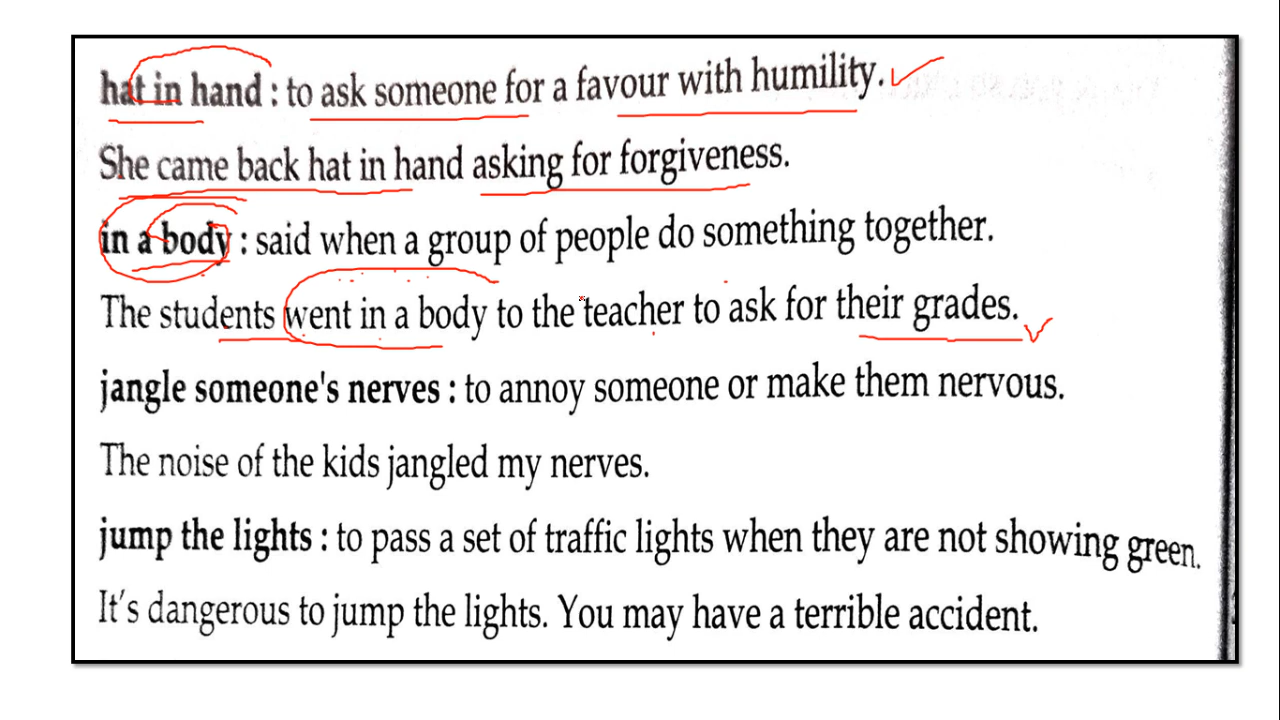 hat in hand : to ask someone for a favour with humility.
She came back hat in hand asking for forgiveness.
in a body : said when a group of people do something together.
The students went in a body to the teacher to ask for their grades.
jangle someone's nerves : to annoy someone or make them nervous.
The noise of the kids jangled my nerves.
jump the lights : to pass a set of traffic lights when they are not showing green.
It's dangerous to jump the lights. You may have a terrible accident.